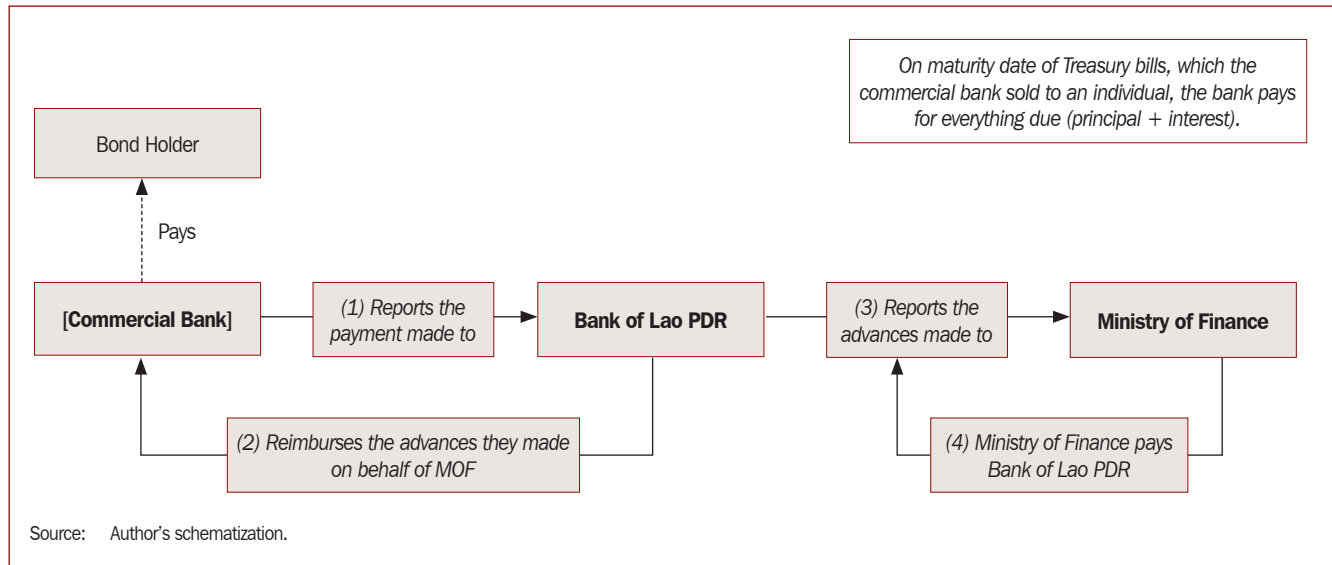 On maturity date of Treasury bills, which the
commercial bank sold to an individual, the bank pays
for everything due (principal + interest).
Bond Holder
Pays
[Commercial Bank]
(1) Reports the
payment made to
Bank of Lao PDR
(3) Reports the
advances made to
Ministry of Finance
(2) Reimburses the advances they made
on behalf of MOF
(4) Ministry of Finance pays
Bank of Lao PDR
Source: Author's schematization.